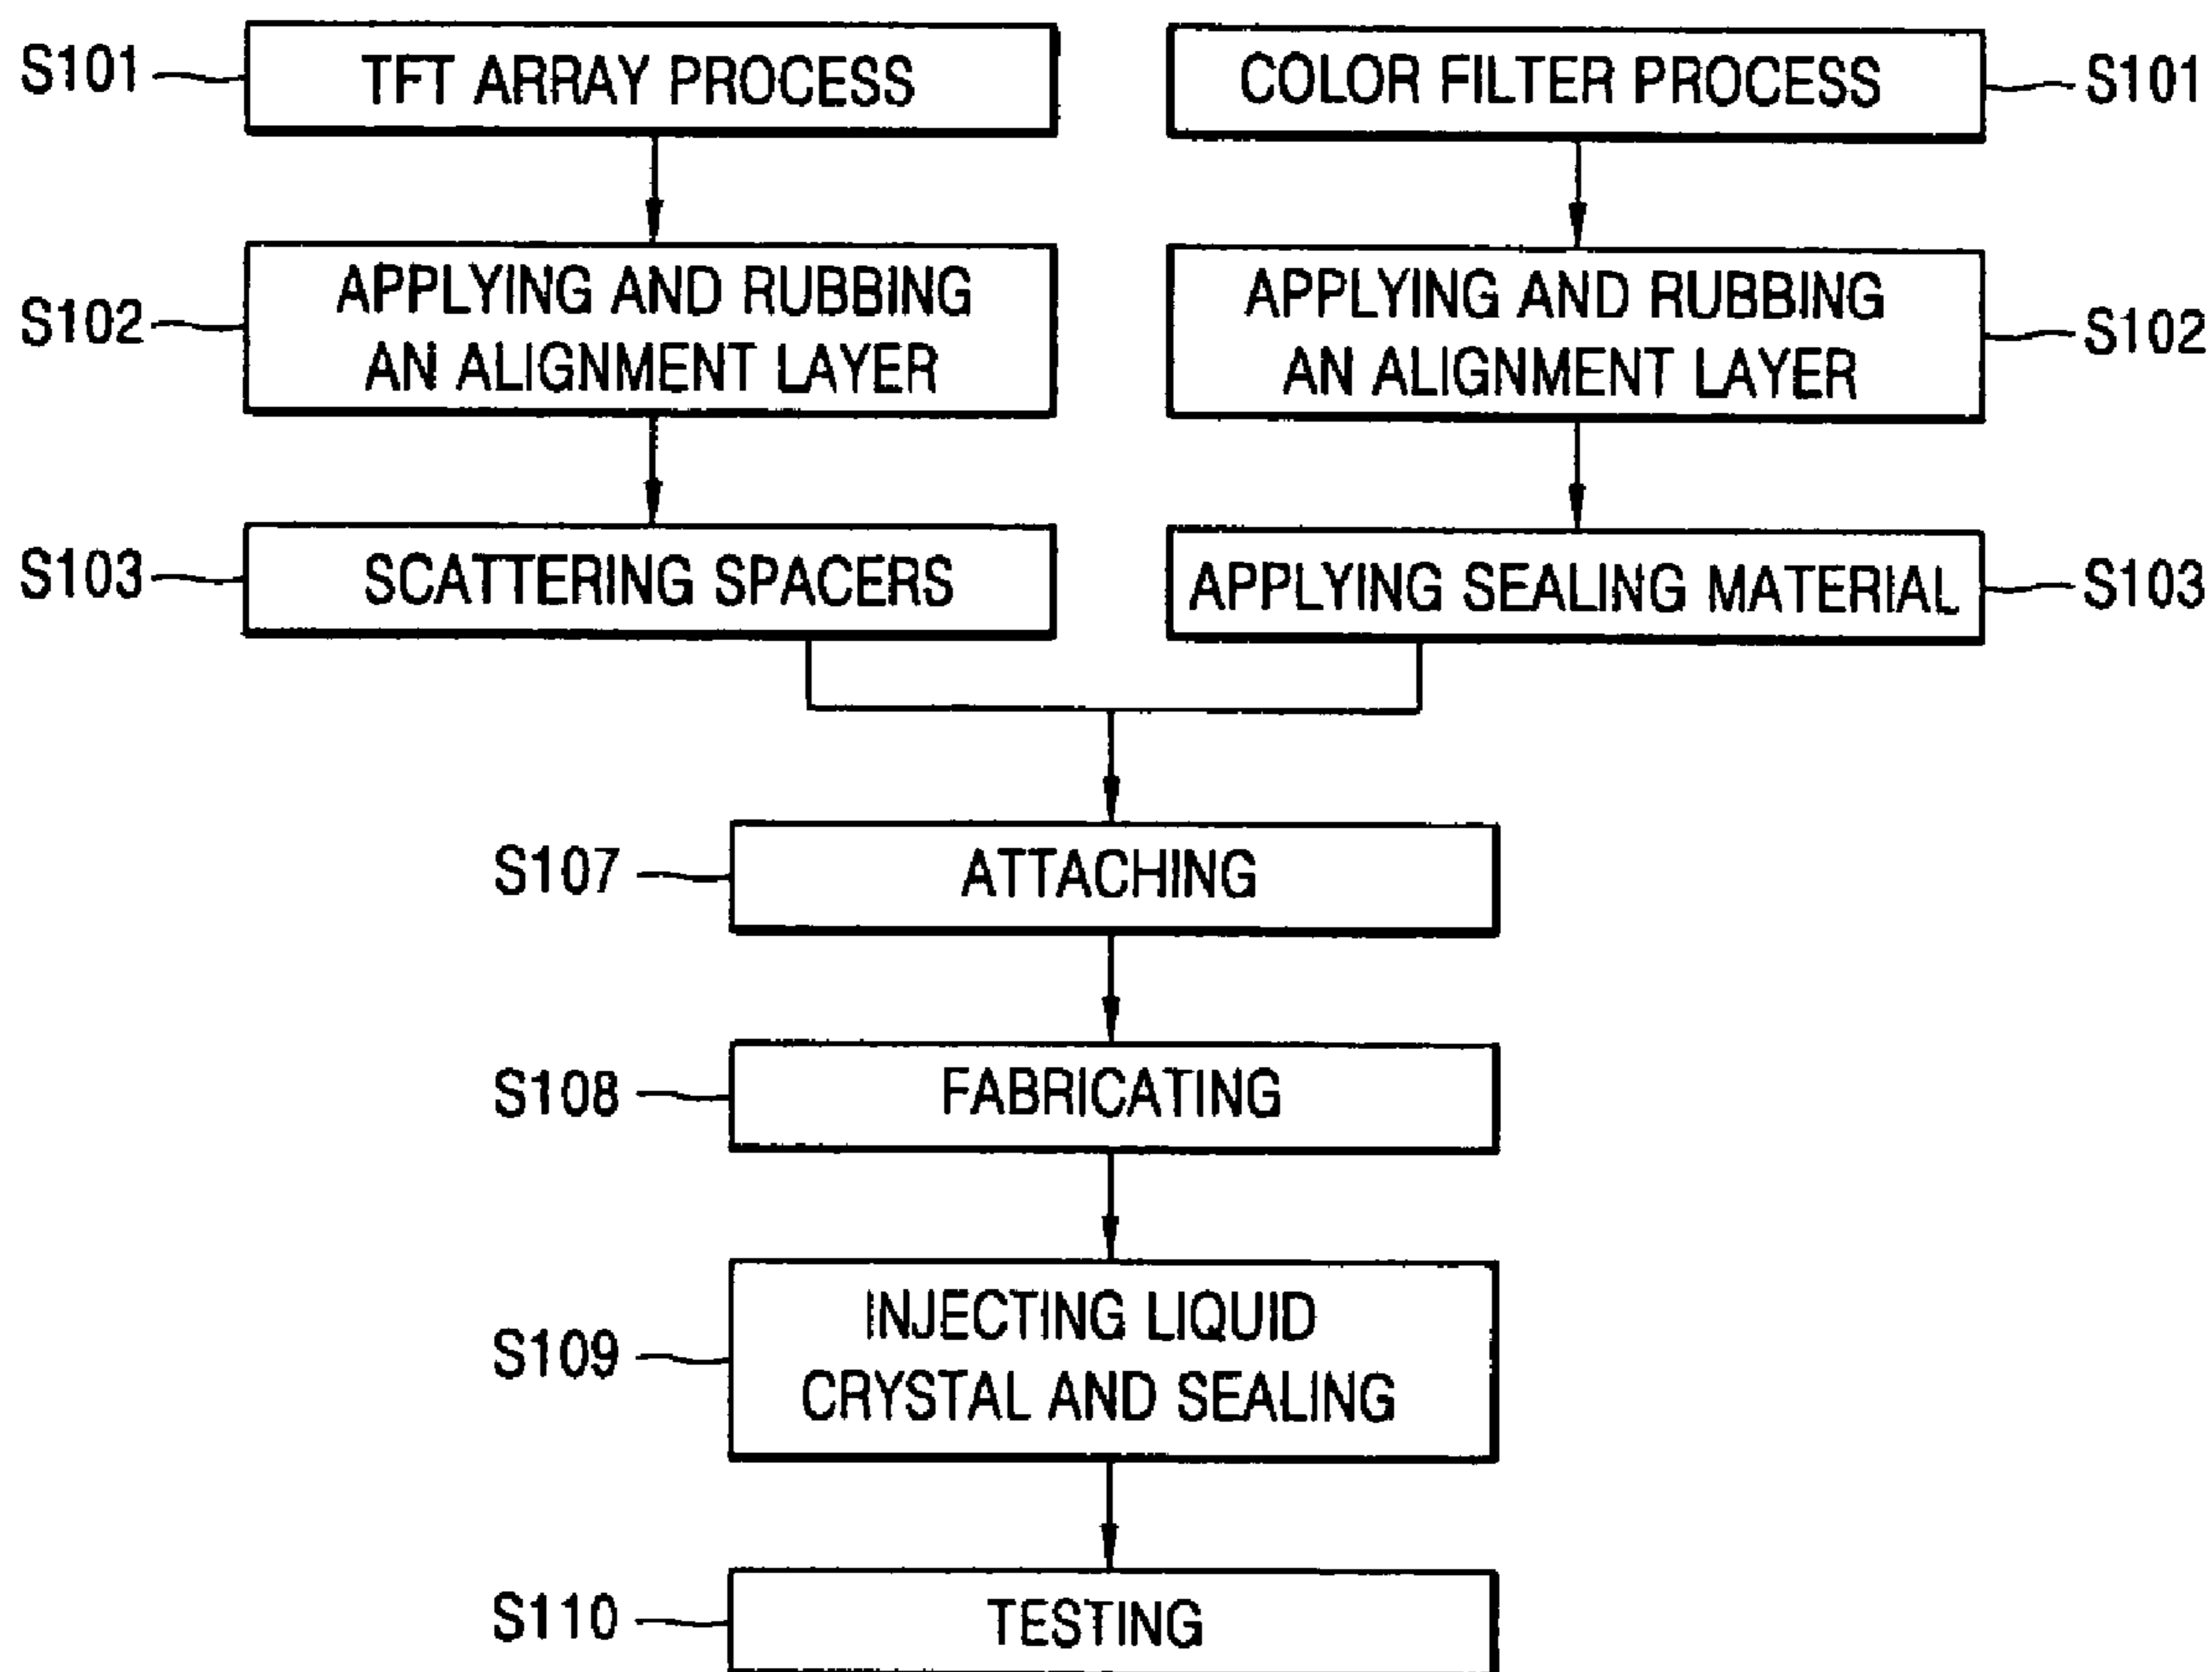 S101
TFT ARRAY PROCESS
COLOR FILTER PROCESS
S101
S102
APPLYING AND RUBBING
AN ALIGNMENT LAYER
APPLYING AND RUBBING
AN ALIGNMENT LAYER
S102
S103
SCATTERING SPACERS
APPLYING SEALING MATERIAL
S103
S107
ATTACHING
S108
FABRICATING
S109
INJECTING LIQUID
CRYSTAL AND SEALING
S110
TESTING